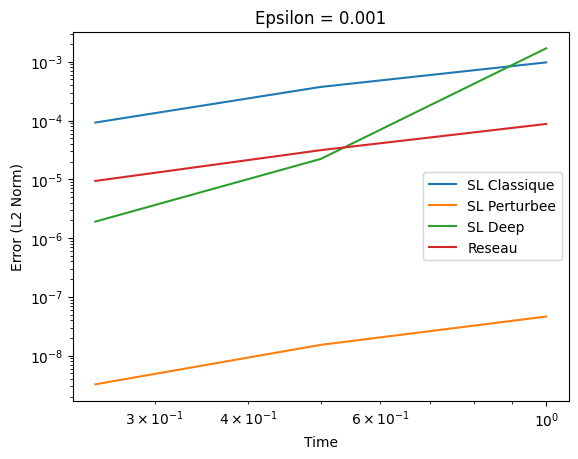 Epsilon = 0.001
Error (L2 Norm)
10⁻³
10⁻⁴
10⁻⁵
10⁻⁶
10⁻⁷
10⁻⁸
SL Classique
SL Perturbee
SL Deep
Reseau
3 × 10⁻¹ 4 × 10⁻¹ 6 × 10⁻¹ 10⁰
Time